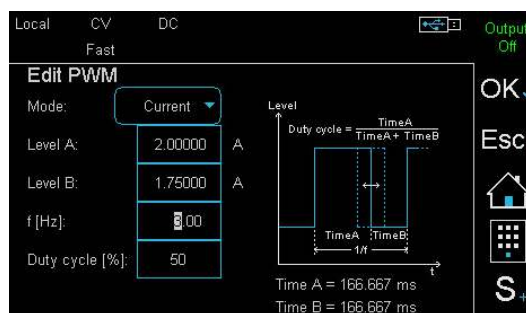 Local CV DC Output
Fast Off
Edit PWM
OK
Mode: Current
Level
Duty cycle = TimeA
TimeA + TimeB
Level A: 2.00000 A
Esc
Level B: 1.75000 A
f [Hz]: 3.00
TimeA TimeB
1/f
Duty cycle [%]: 50
t
Time A = 166.667 ms
S+
Time B = 166.667 ms